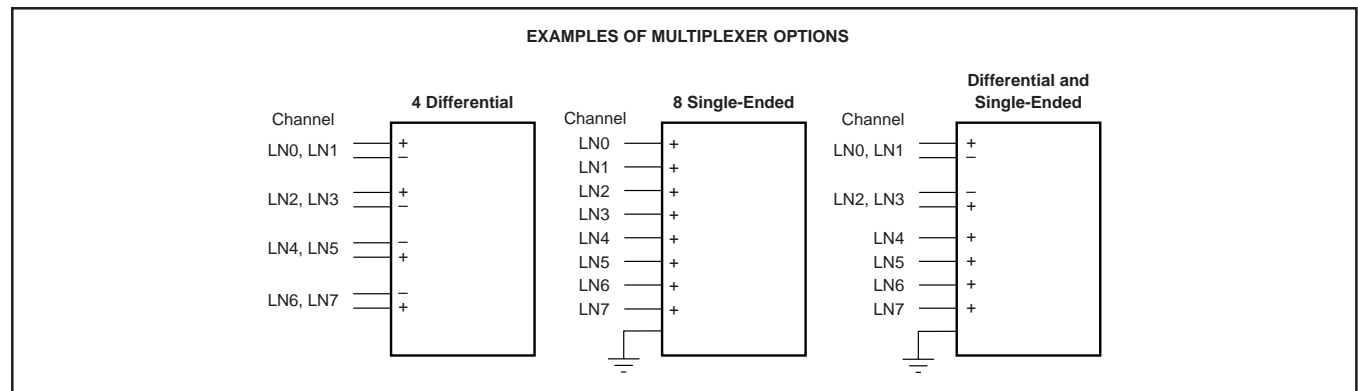 EXAMPLES OF MULTIPLEXER OPTIONS
4 Differential
Channel
LN0, LN1
+
–
LN2, LN3
+
–
LN4, LN5
–
+
LN6, LN7
–
+
8 Single-Ended
Channel
LN0 +
LN1 +
LN2 +
LN3 +
LN4 +
LN5 +
LN6 +
LN7 +
Differential and
Single-Ended
Channel
LN0, LN1
+
–
LN2, LN3
–
+
LN4 +
LN5 +
LN6 +
LN7 +